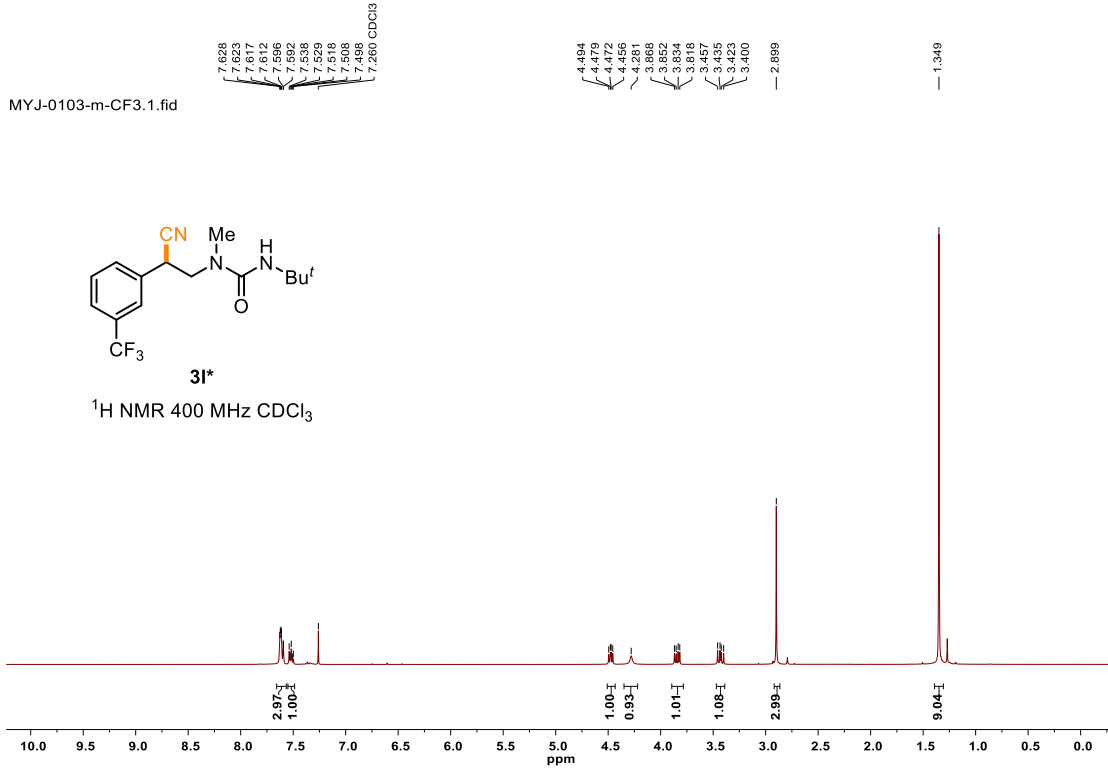 7.628
7.623
7.617
7.612
7.596
7.592
7.538
7.529
7.518
7.508
7.498
7.260 CDCl3
4.494
4.479
4.472
4.456
4.281
3.868
3.852
3.834
3.818
3.457
3.435
3.423
3.400
2.899
1.349
MYJ-0103-m-CF3.1.fid
CN
Me
H
N
N
Buᵗ
O
CF₃
3l*
¹H NMR 400 MHz CDCl₃
2.97
1.00
1.00
0.93
1.01
1.08
2.99
9.04
10.0 9.5 9.0 8.5 8.0 7.5 7.0 6.5 6.0 5.5 5.0 4.5 4.0 3.5 3.0 2.5 2.0 1.5 1.0 0.5 0.0
ppm